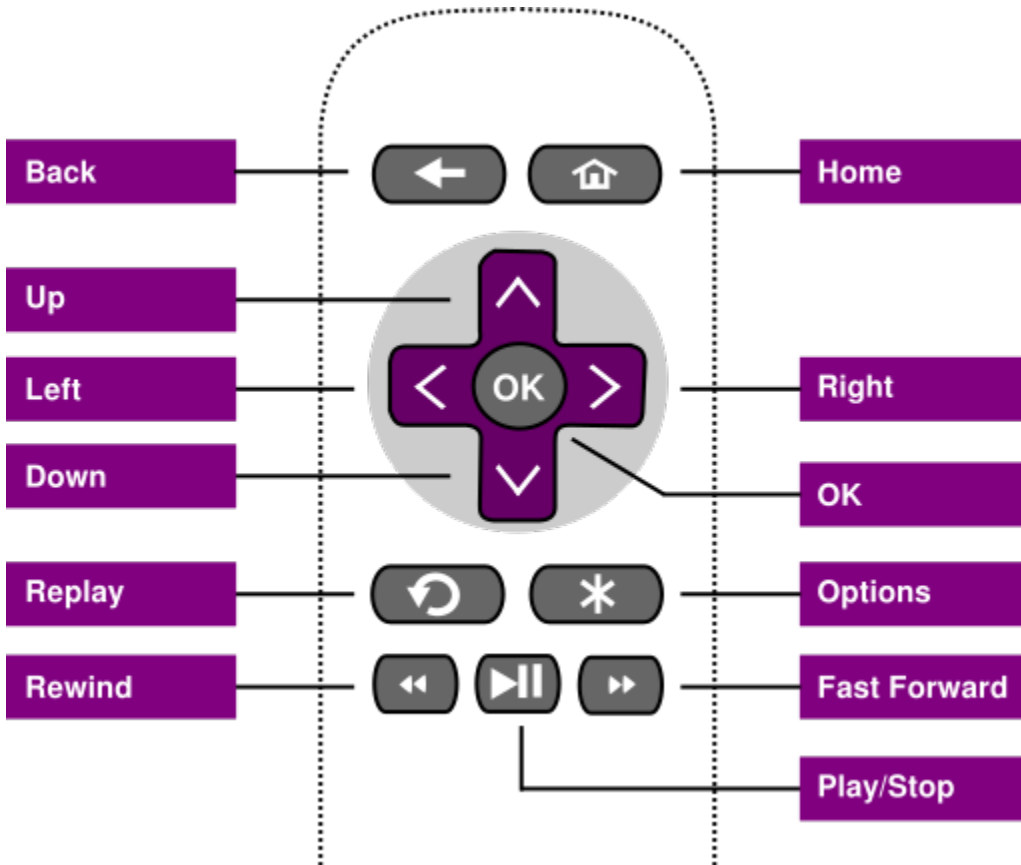 Back
Home
Up
Left
OK
Right
Down
OK
Replay
Options
Rewind
Fast Forward
Play/Stop